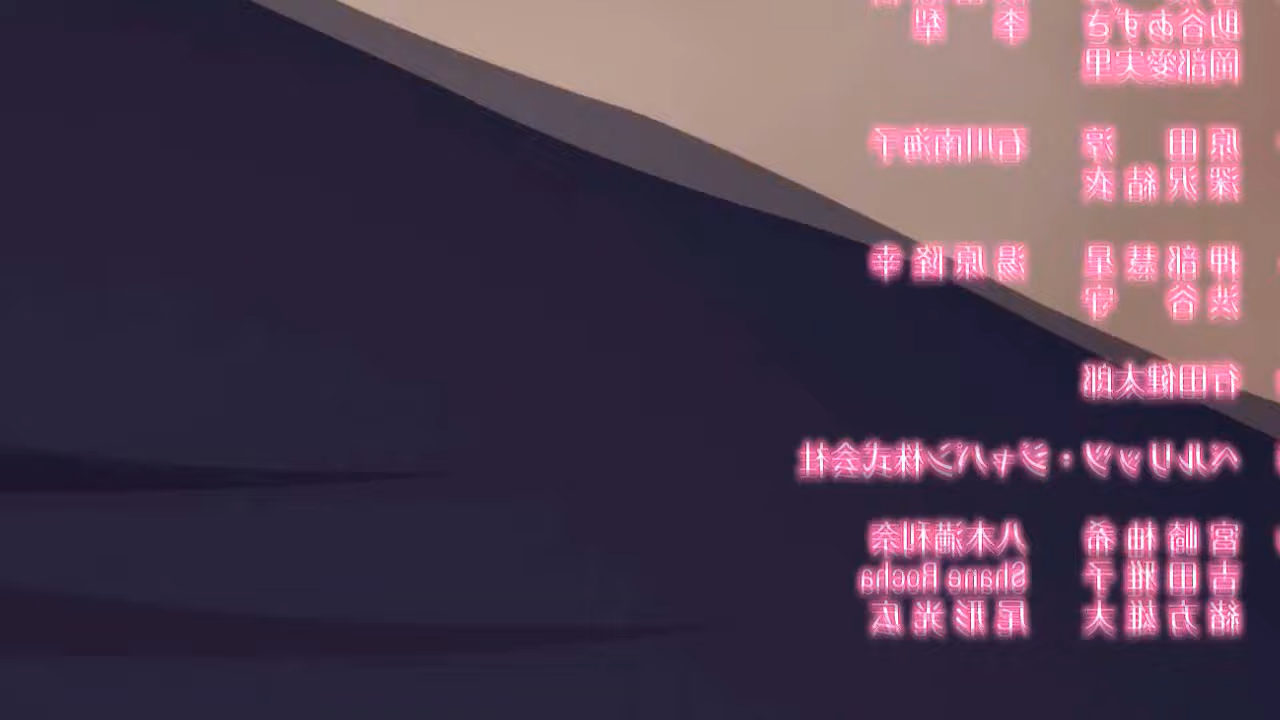 助谷あずさ 李 梨
岡部愛実里
原田 淳 石川南海子
深沢結衣
押部慧星 湯原隆幸
渋谷 守
行田健太郎
ベルリッツ・ジャパン株式会社
宮崎柚希 八木満利奈
吉田雅子 Shane Rocha
緒方雄大 尾形光広